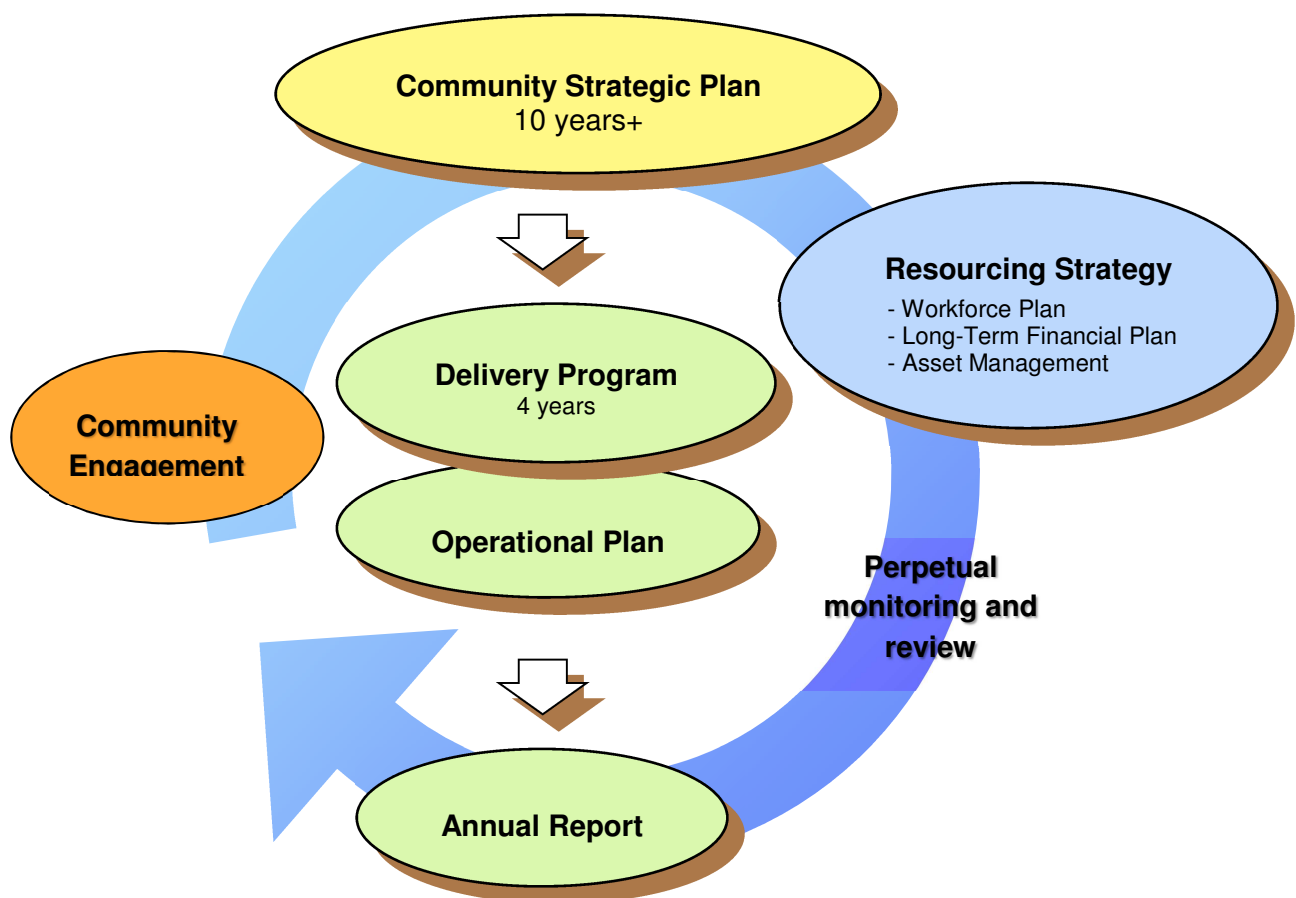 Community Strategic Plan
10 years+
Resourcing Strategy
- Workforce Plan
- Long-Term Financial Plan
- Asset Management
Delivery Program
4 years
Community
Engagement
Operational Plan
Perpetual
monitoring and
review
Annual Report